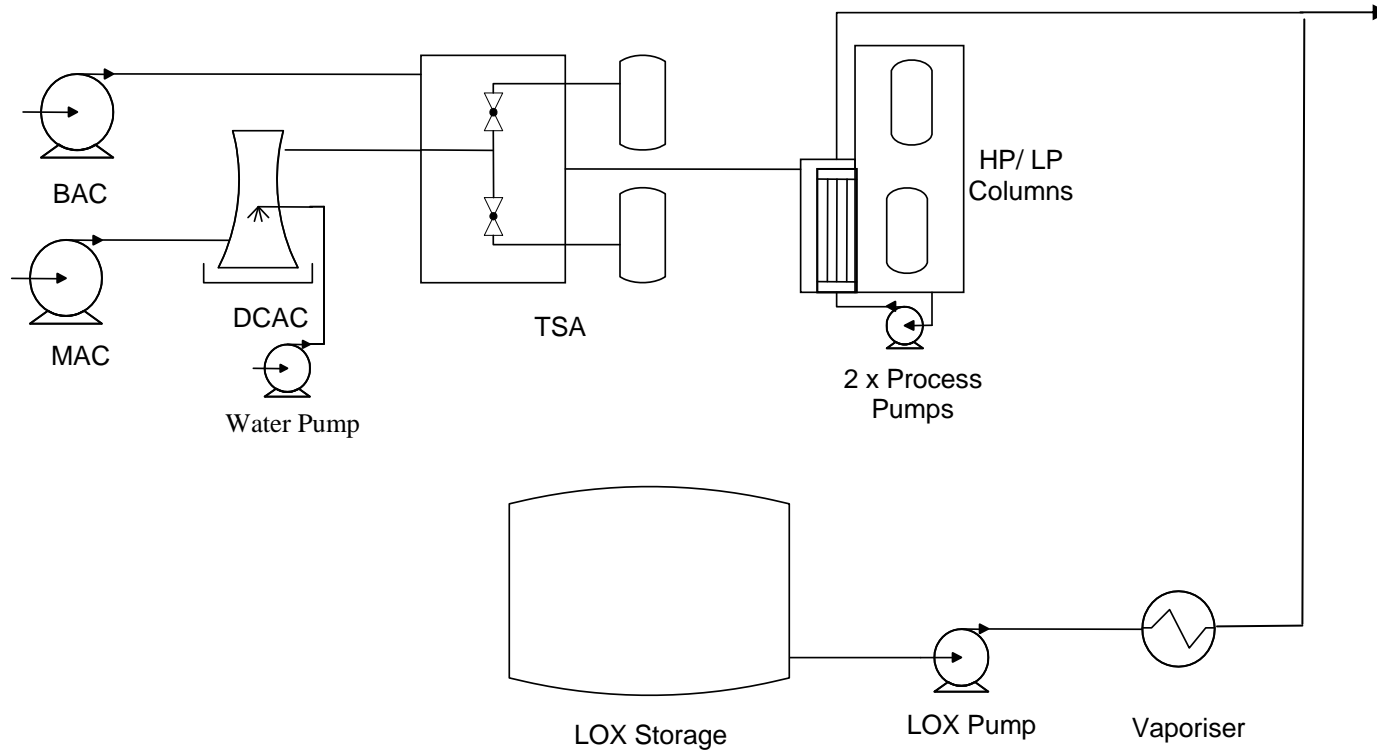 BAC
HP/ LP
Columns
DCAC
MAC
TSA
2 x Process
Pumps
Water Pump
LOX Storage
LOX Pump
Vaporiser